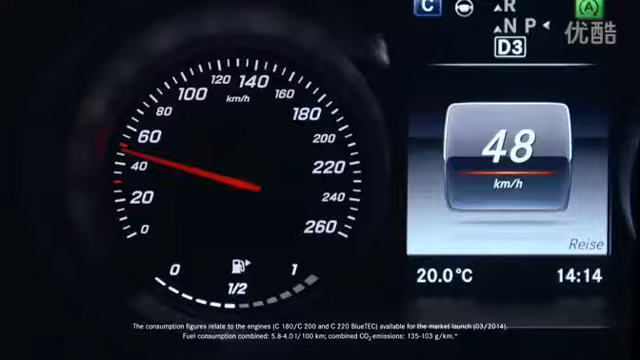 C
R
N P
D3
A
优酷
120 140
100 160
km/h
80 180
60 200
40 220
20 240
0 260
0 1
1/2
48
km/h
Reise
20.0°C 14:14
The consumption figures relate to the engines (C 180/C 200 and C 220 BlueTEC) available for the market launch (03/2014).
Fuel consumption combined: 5.8-4.0 l/100 km; combined CO₂ emissions: 135-103 g/km.*